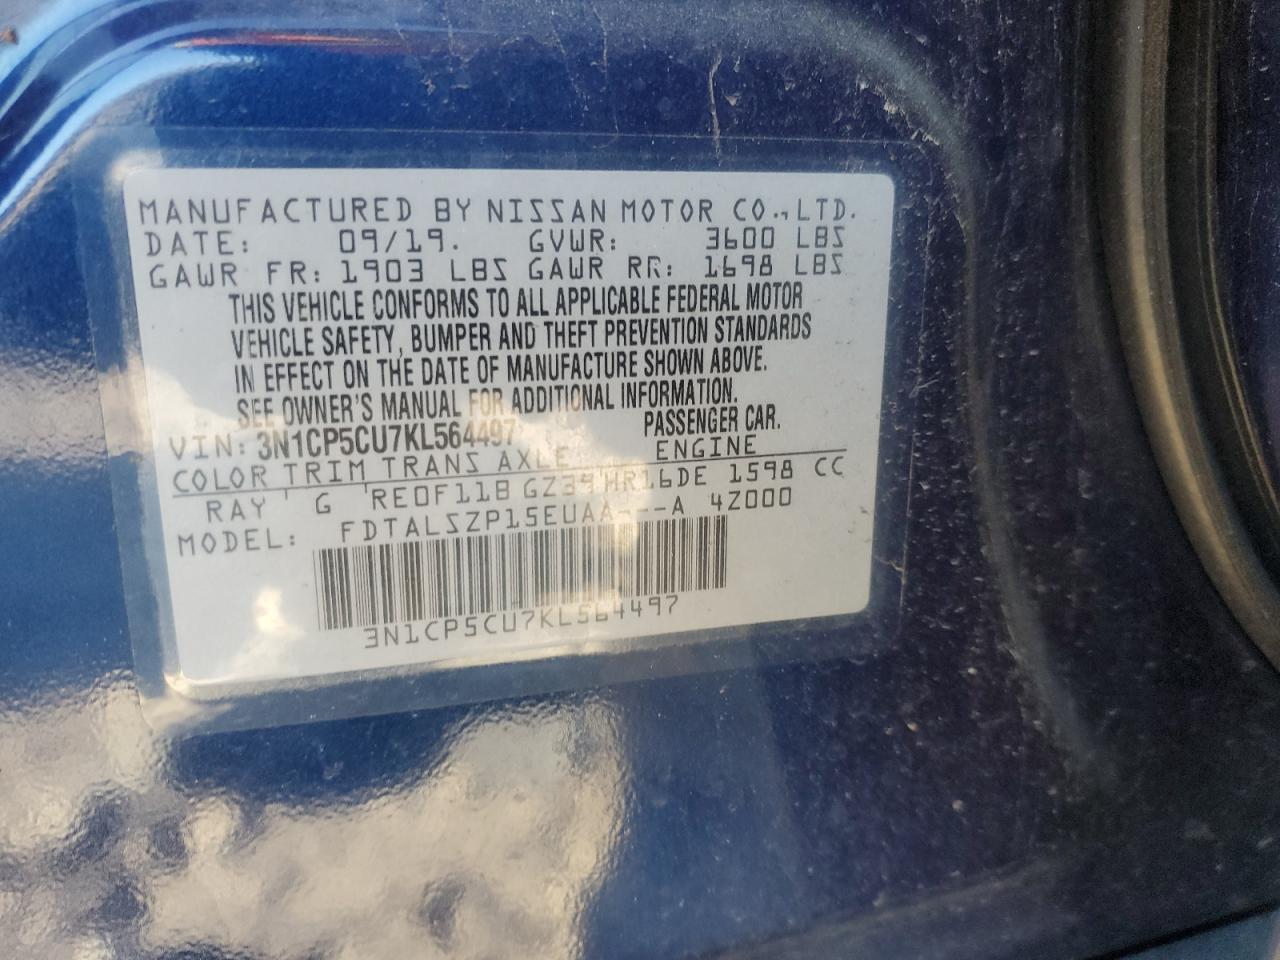 MANUFACTURED BY NISSAN MOTOR CO., LTD.
DATE: 09/19. GVWR: 3600 LBS
GAWR FR: 1903 LBS GAWR RR: 1698 LBS
THIS VEHICLE CONFORMS TO ALL APPLICABLE FEDERAL MOTOR
VEHICLE SAFETY, BUMPER AND THEFT PREVENTION STANDARDS
IN EFFECT ON THE DATE OF MANUFACTURE SHOWN ABOVE.
SEE OWNER'S MANUAL FOR ADDITIONAL INFORMATION.
VIN: 3N1CP5CU7KL564497 PASSENGER CAR.
COLOR TRIM TRANS AXLE ENGINE
RAY G RE0F11B GZ39 HR16DE 1598 CC
MODEL: FDTALSZP15EUAA---A 4Z000
3N1CP5CU7KL564497